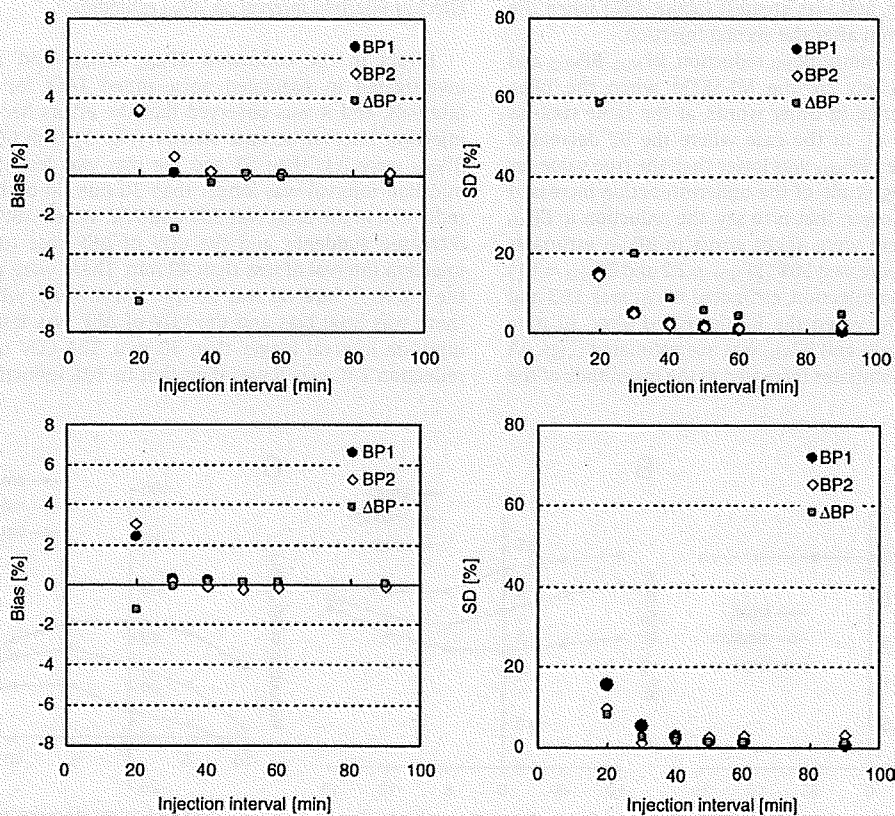 8
6
4
2
0
-2
-4
-6
-8
Bias [%]
BP1
BP2
ΔBP
0 20 40 60 80 100
Injection interval [min]
80
60
40
20
0
SD [%]
BP1
BP2
ΔBP
0 20 40 60 80 100
Injection interval [min]
8
6
4
2
0
-2
-4
-6
-8
Bias [%]
BP1
BP2
ΔBP
0 20 40 60 80 100
Injection interval [min]
80
60
40
20
0
SD [%]
BP1
BP2
ΔBP
0 20 40 60 80 100
Injection interval [min]